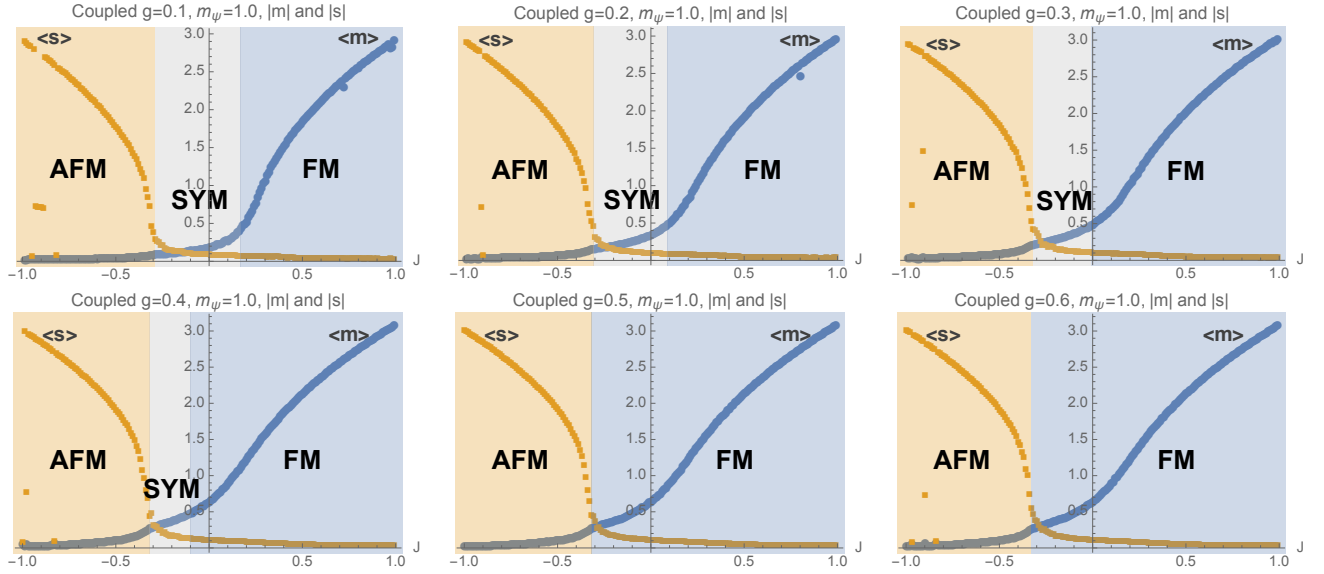 Coupled g=0.1, mψ=1.0, |m| and |s|
<s>
<m>
3.0
2.5
2.0
1.5
1.0
0.5
AFM
SYM
FM
−1.0 −0.5 0.5 1.0 J
Coupled g=0.2, mψ=1.0, |m| and |s|
<s>
<m>
3.0
2.5
2.0
1.5
1.0
0.5
AFM
SYM
FM
−1.0 −0.5 0.5 1.0 J
Coupled g=0.3, mψ=1.0, |m| and |s|
<s>
<m>
3.0
2.5
2.0
1.5
1.0
0.5
AFM
SYM
FM
−1.0 −0.5 0.5 1.0 J
Coupled g=0.4, mψ=1.0, |m| and |s|
<s>
<m>
3.0
2.5
2.0
1.5
1.0
0.5
AFM
SYM
FM
−1.0 −0.5 0.5 1.0 J
Coupled g=0.5, mψ=1.0, |m| and |s|
<s>
<m>
3.0
2.5
2.0
1.5
1.0
0.5
AFM
FM
−1.0 −0.5 0.5 1.0 J
Coupled g=0.6, mψ=1.0, |m| and |s|
<s>
<m>
3.0
2.5
2.0
1.5
1.0
0.5
AFM
FM
−1.0 −0.5 0.5 1.0 J